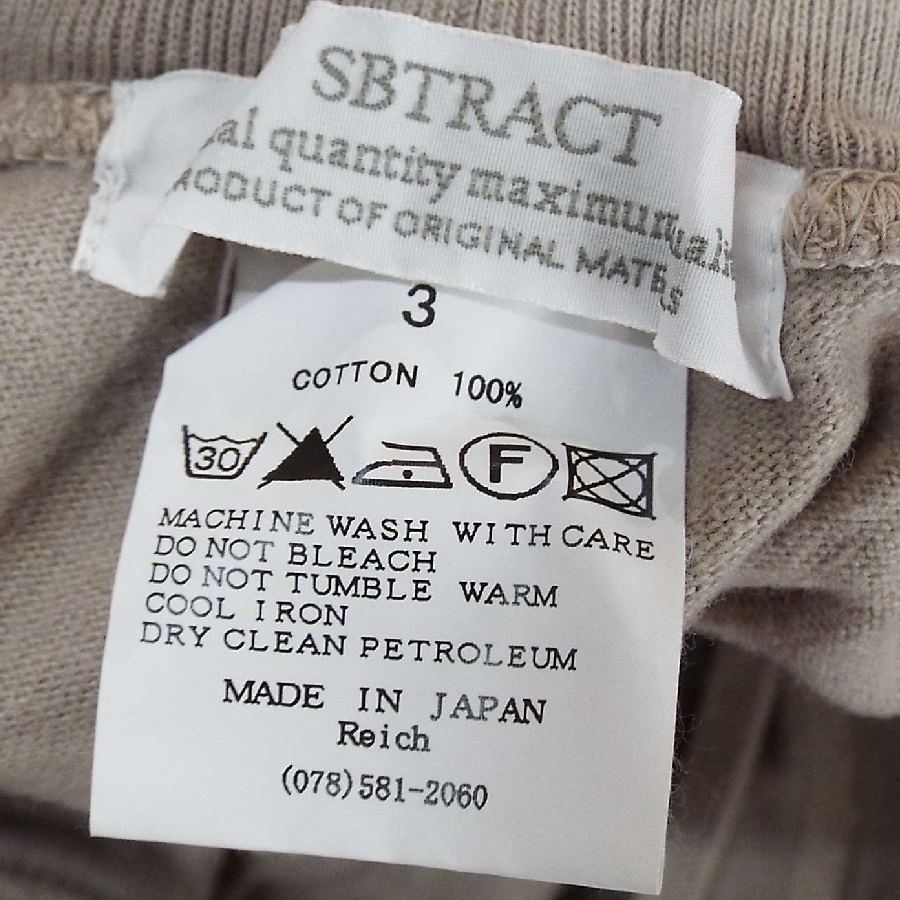 SBTRACT
al quantity maximum
PRODUCT OF ORIGINAL MATE
3
COTTON 100%
30
F
MACHINE WASH WITH CARE
DO NOT BLEACH
DO NOT TUMBLE WARM
COOL IRON
DRY CLEAN PETROLEUM
MADE IN JAPAN
Reich
(078)581-2060